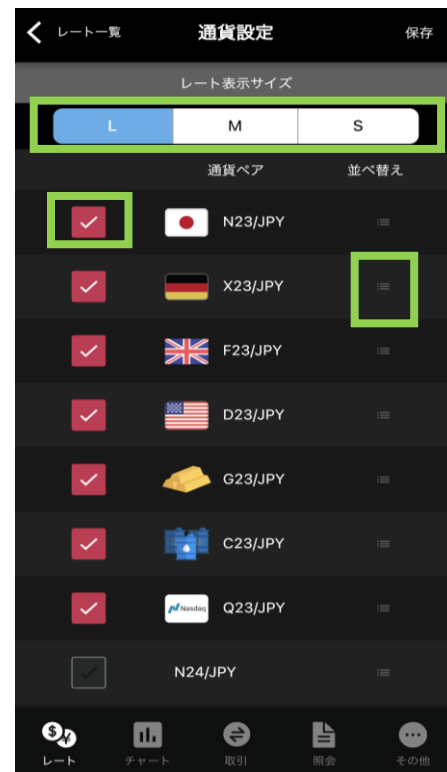 レート一覧 通貨設定 保存
レート表示サイズ
L M S
通貨ペア 並べ替え
N23/JPY
X23/JPY
F23/JPY
D23/JPY
G23/JPY
C23/JPY
Nasdaq Q23/JPY
N24/JPY
$ ¥
レート チャート 取引 照会 その他